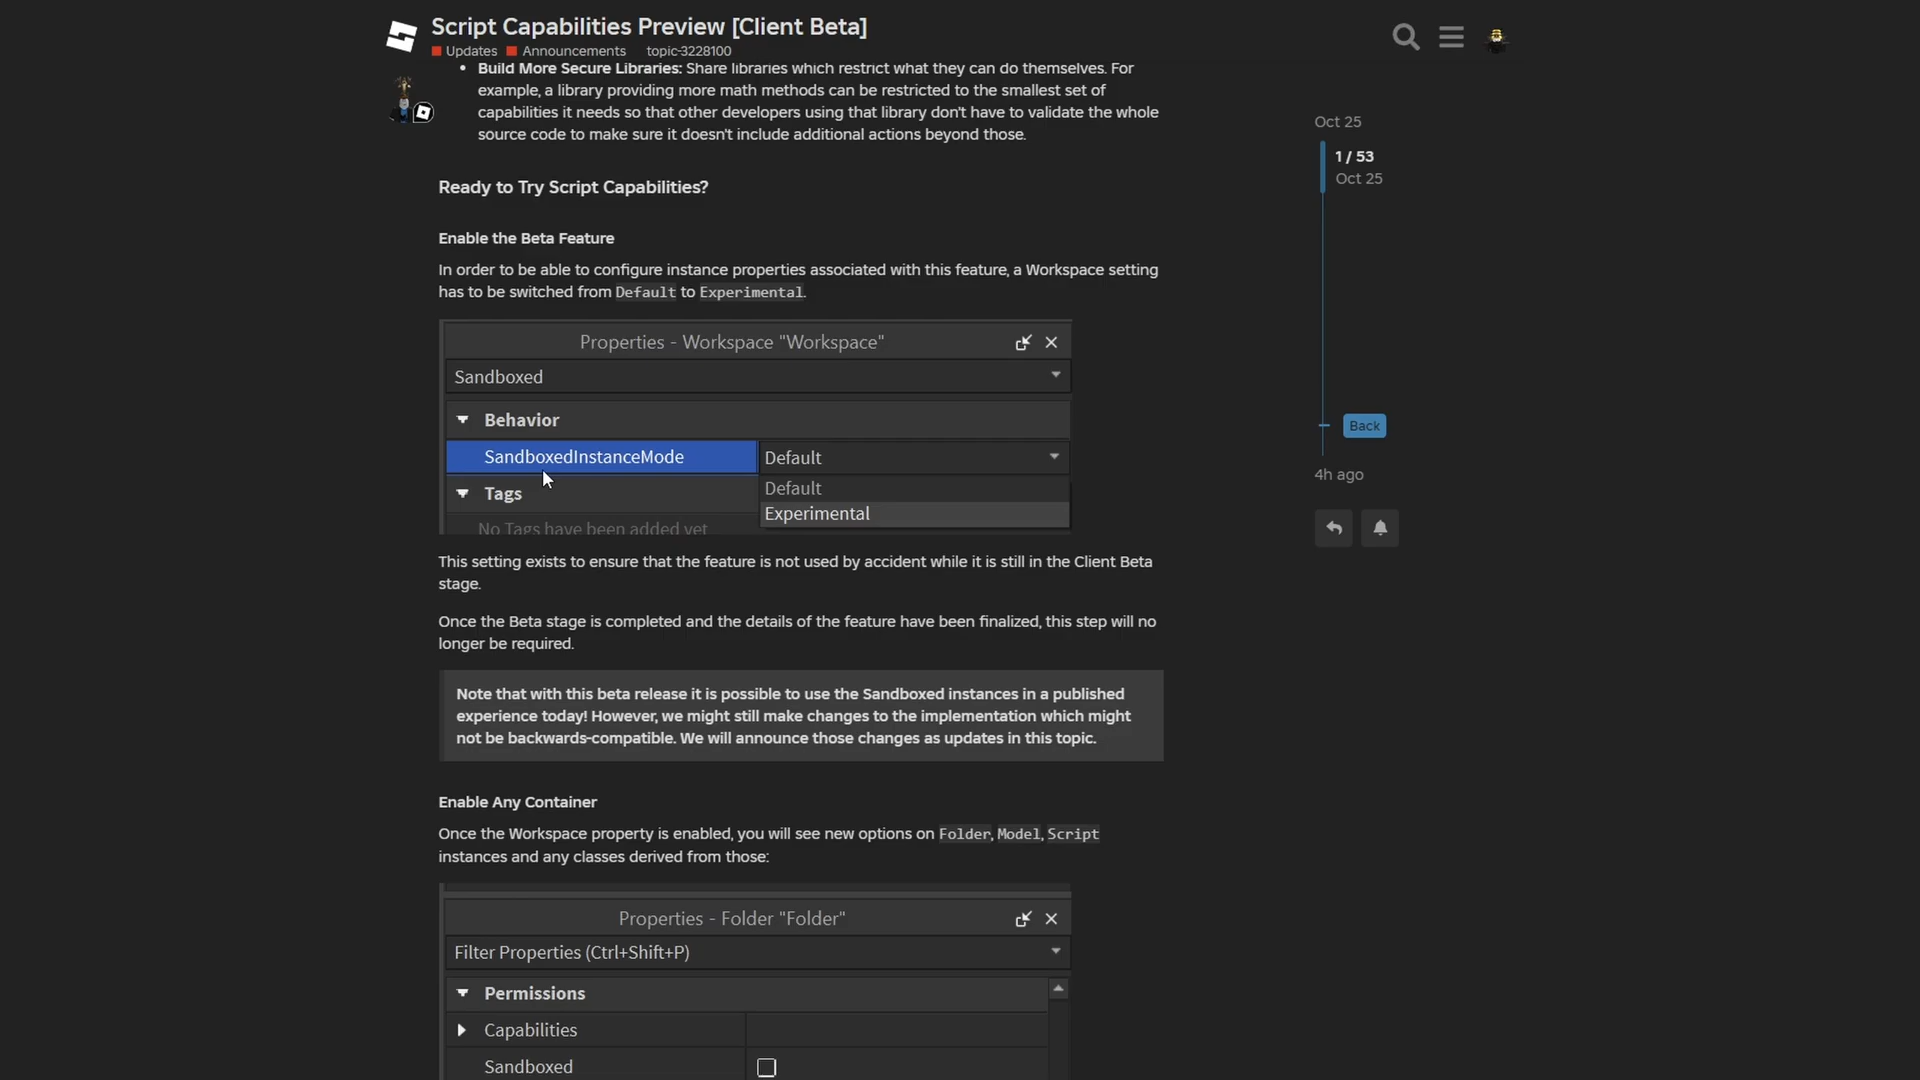 Script Capabilities Preview [Client Beta]
Updates Announcements topic-3228100
• Build More Secure Libraries: Share libraries which restrict what they can do themselves. For
example, a library providing more math methods can be restricted to the smallest set of
capabilities it needs so that other developers using that library don't have to validate the whole
source code to make sure it doesn't include additional actions beyond those.
Oct 25
1 / 53
Oct 25
Back
4h ago
Ready to Try Script Capabilities?
Enable the Beta Feature
In order to be able to configure instance properties associated with this feature, a Workspace setting
has to be switched from Default to Experimental.
Properties - Workspace "Workspace"
Sandboxed
Behavior
SandboxedInstanceMode Default
Default
Tags
Experimental
No Tags have been added yet
This setting exists to ensure that the feature is not used by accident while it is still in the Client Beta
stage.
Once the Beta stage is completed and the details of the feature have been finalized, this step will no
longer be required.
Note that with this beta release it is possible to use the Sandboxed instances in a published
experience today! However, we might still make changes to the implementation which might
not be backwards-compatible. We will announce those changes as updates in this topic.
Enable Any Container
Once the Workspace property is enabled, you will see new options on Folder, Model, Script
instances and any classes derived from those:
Properties - Folder "Folder"
Filter Properties (Ctrl+Shift+P)
Permissions
Capabilities
Sandboxed